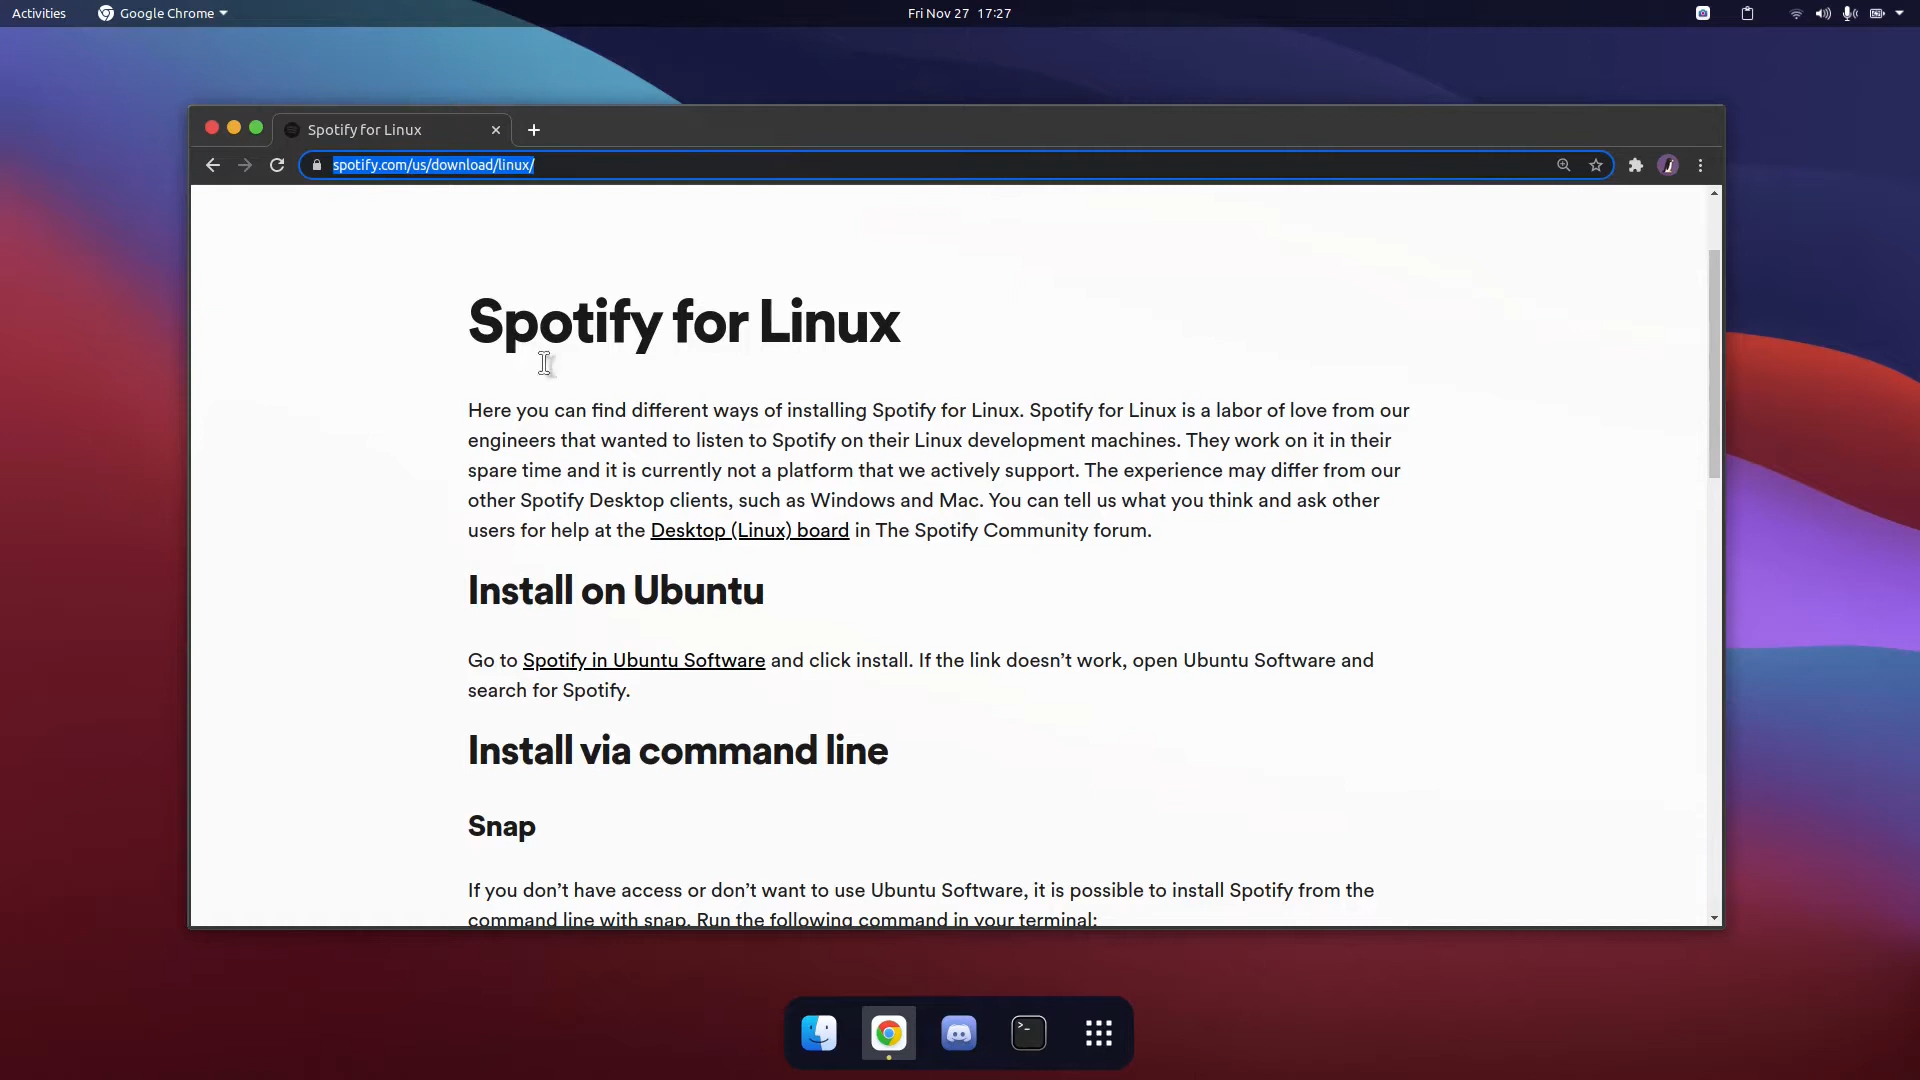 Activities
Google Chrome
Fri Nov 27 17:27
Spotify for Linux
spotify.com/us/download/linux/
Spotify for Linux
Here you can find different ways of installing Spotify for Linux. Spotify for Linux is a labor of love from our
engineers that wanted to listen to Spotify on their Linux development machines. They work on it in their
spare time and it is currently not a platform that we actively support. The experience may differ from our
other Spotify Desktop clients, such as Windows and Mac. You can tell us what you think and ask other
users for help at the Desktop (Linux) board in The Spotify Community forum.
Install on Ubuntu
Go to Spotify in Ubuntu Software and click install. If the link doesn’t work, open Ubuntu Software and
search for Spotify.
Install via command line
Snap
If you don’t have access or don’t want to use Ubuntu Software, it is possible to install Spotify from the
command line with snap. Run the following command in your terminal: